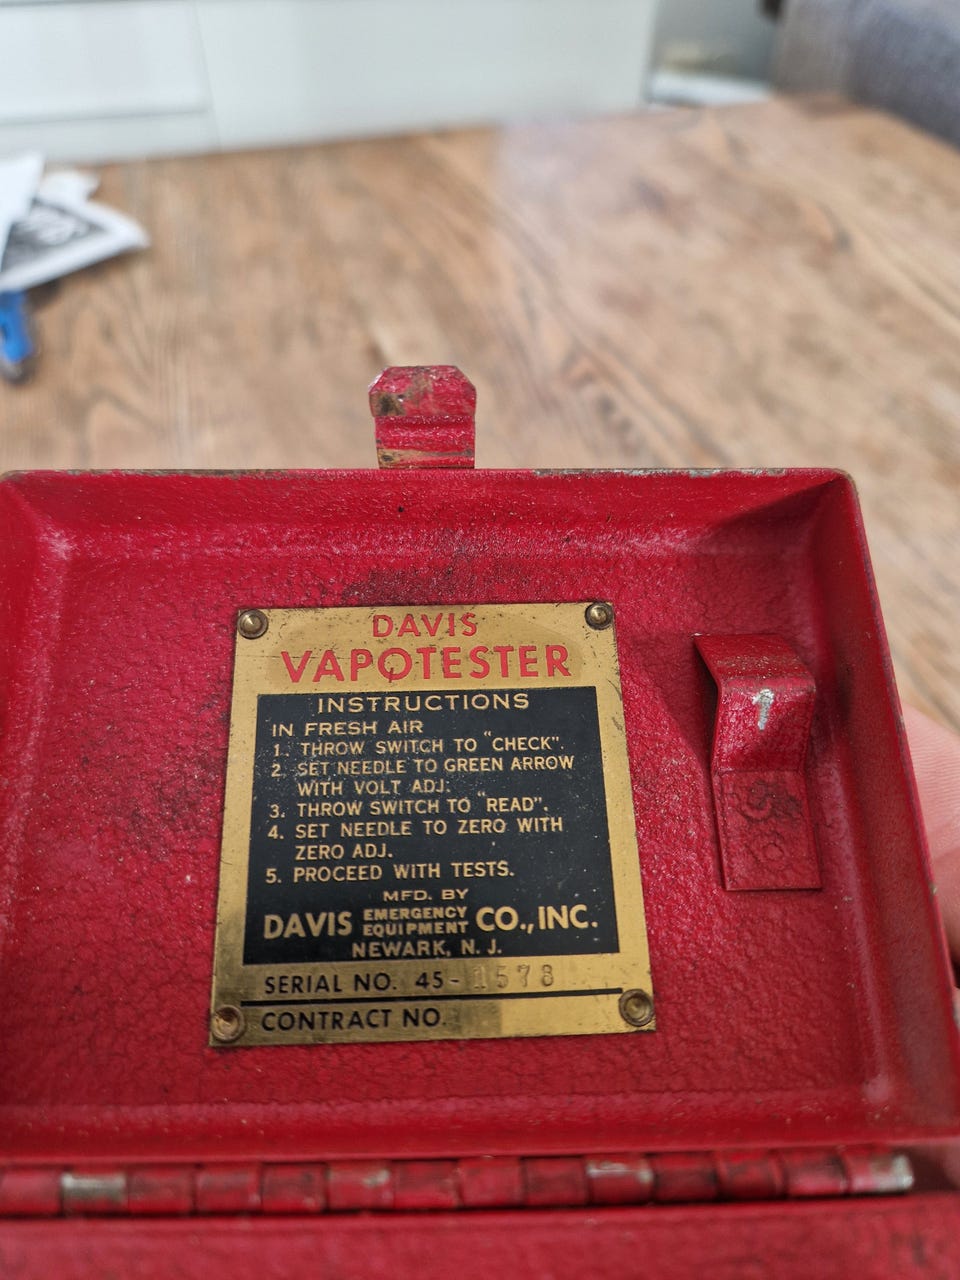 DAVIS
VAPOTESTER
INSTRUCTIONS
IN FRESH AIR
1. THROW SWITCH TO "CHECK".
2. SET NEEDLE TO GREEN ARROW
WITH VOLT ADJ.
3. THROW SWITCH TO "READ".
4. SET NEEDLE TO ZERO WITH
ZERO ADJ.
5. PROCEED WITH TESTS.
MFD. BY
DAVIS EMERGENCY EQUIPMENT CO., INC.
NEWARK, N. J.
SERIAL NO. 45-1578
CONTRACT NO.